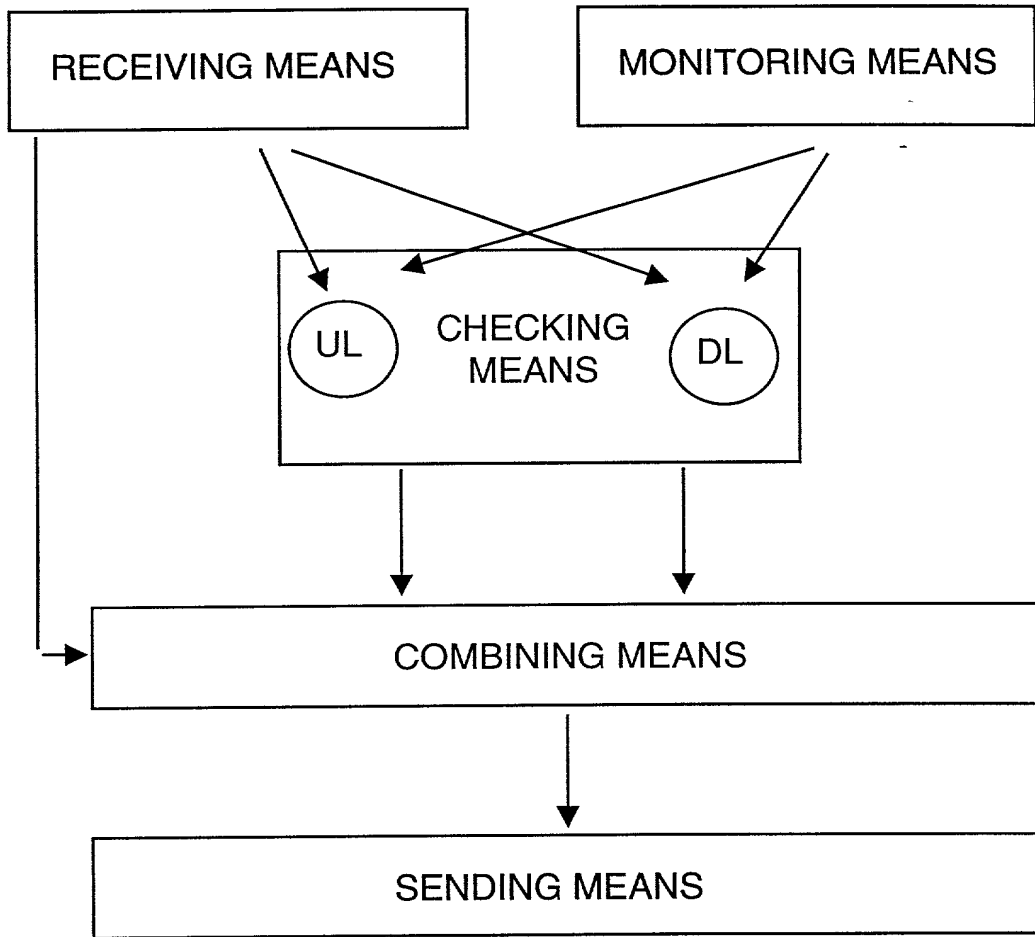 RECEIVING MEANS
MONITORING MEANS
UL
CHECKING
MEANS
DL
COMBINING MEANS
SENDING MEANS